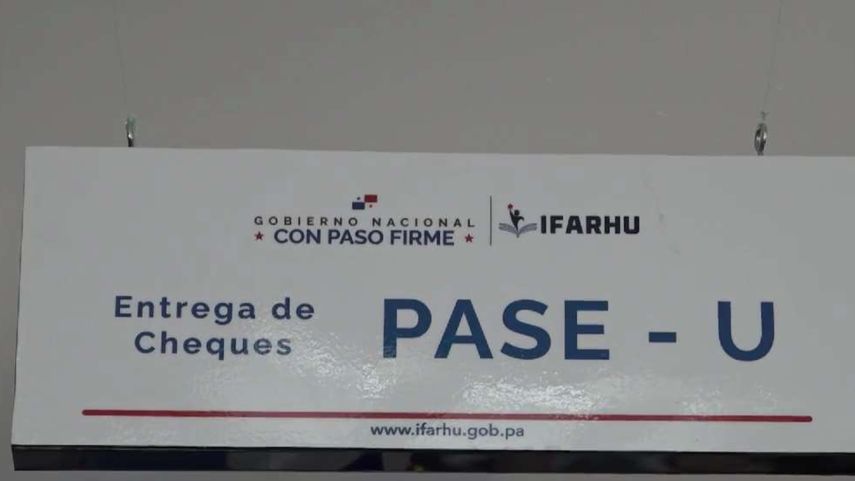 GOBIERNO NACIONAL
CON PASO FIRME
IFARHU
Entrega de
Cheques
PASE - U
www.ifarhu.gob.pa